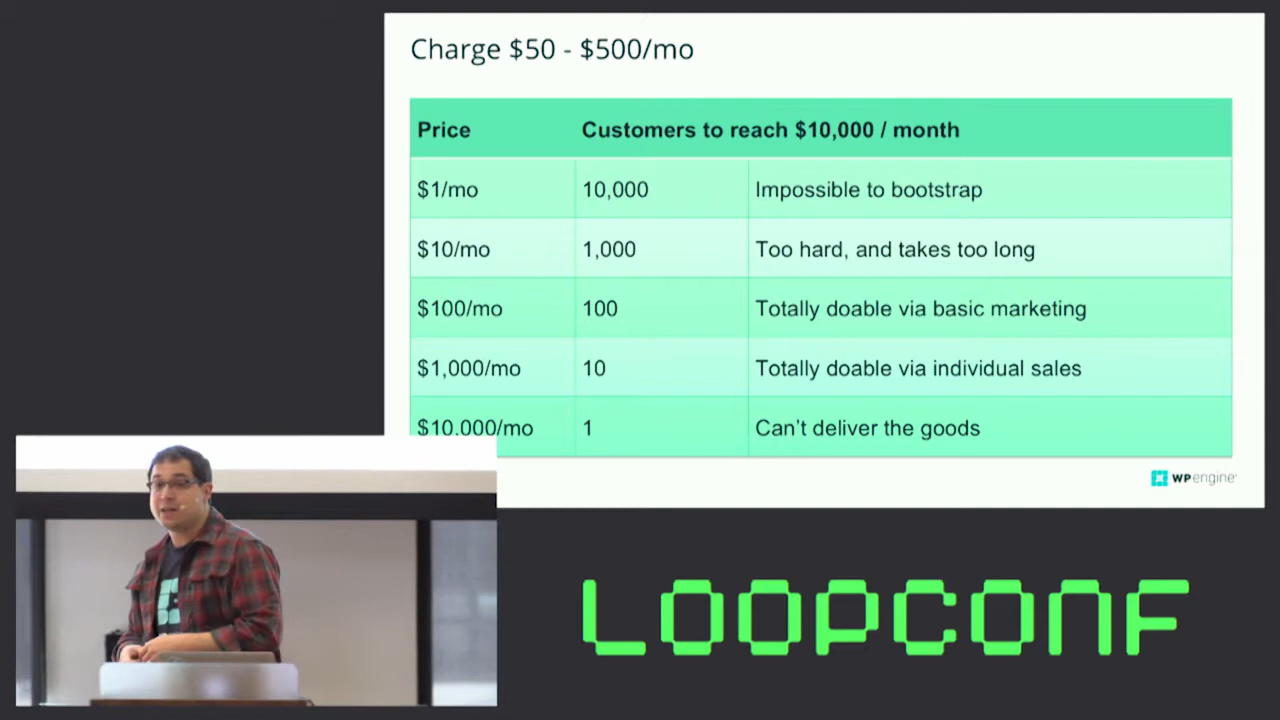 Charge $50 - $500/mo
Price Customers to reach $10,000 / month
$1/mo 10,000 Impossible to bootstrap
$10/mo 1,000 Too hard, and takes too long
$100/mo 100 Totally doable via basic marketing
$1,000/mo 10 Totally doable via individual sales
$10,000/mo 1 Can't deliver the goods
WPengine
LOOPCONF